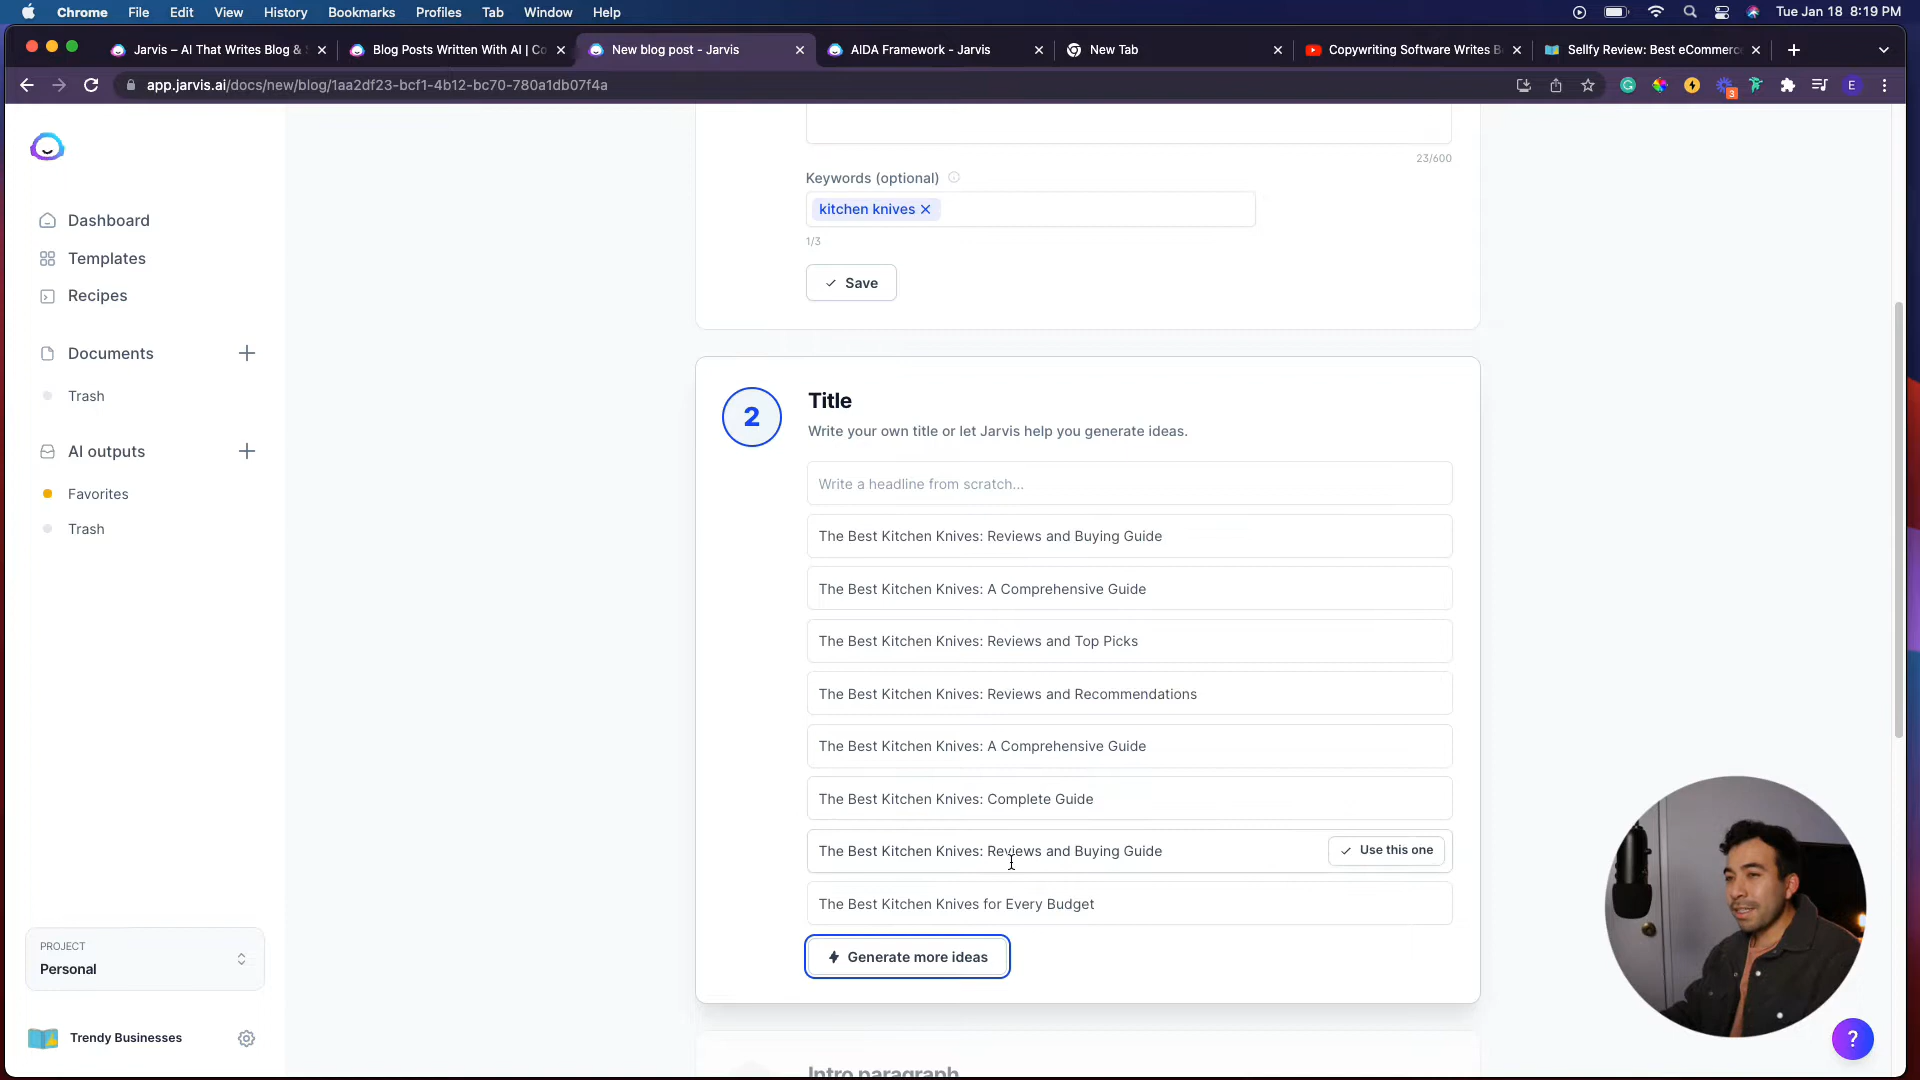 Chrome File Edit View History Bookmarks Profiles Tab Window Help Tue Jan 18 8:19 PM
Jarvis – AI That Writes Blog &
Blog Posts Written With AI | Co
New blog post - Jarvis
AIDA Framework - Jarvis
New Tab
Copywriting Software Writes B
Sellfy Review: Best eCommerc
app.jarvis.ai/docs/new/blog/1aa2df23-bcf1-4b12-bc70-780a1db07f4a
3
E
Dashboard
Templates
Recipes
Documents
Trash
AI outputs
Favorites
Trash
PROJECT
Personal
Trendy Businesses
23/600
Keywords (optional)
kitchen knives
1/3
Save
2
Title
Write your own title or let Jarvis help you generate ideas.
Write a headline from scratch...
The Best Kitchen Knives: Reviews and Buying Guide
The Best Kitchen Knives: A Comprehensive Guide
The Best Kitchen Knives: Reviews and Top Picks
The Best Kitchen Knives: Reviews and Recommendations
The Best Kitchen Knives: A Comprehensive Guide
The Best Kitchen Knives: Complete Guide
The Best Kitchen Knives: Reviews and Buying Guide
Use this one
The Best Kitchen Knives for Every Budget
Generate more ideas
Intro paragraph
?